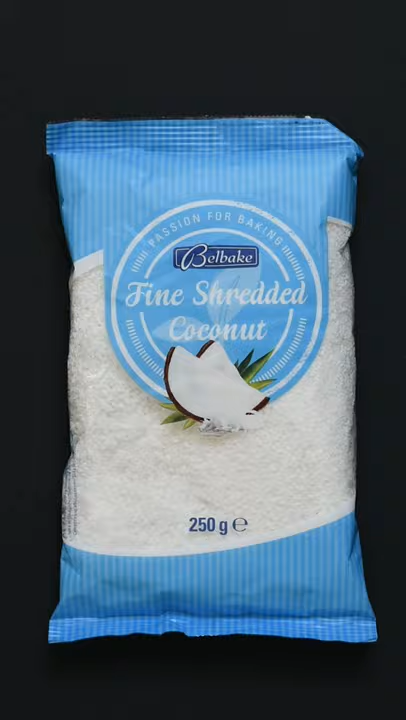 PASSION FOR BAKING
Belbake
Fine Shredded
Coconut
250 g ℮